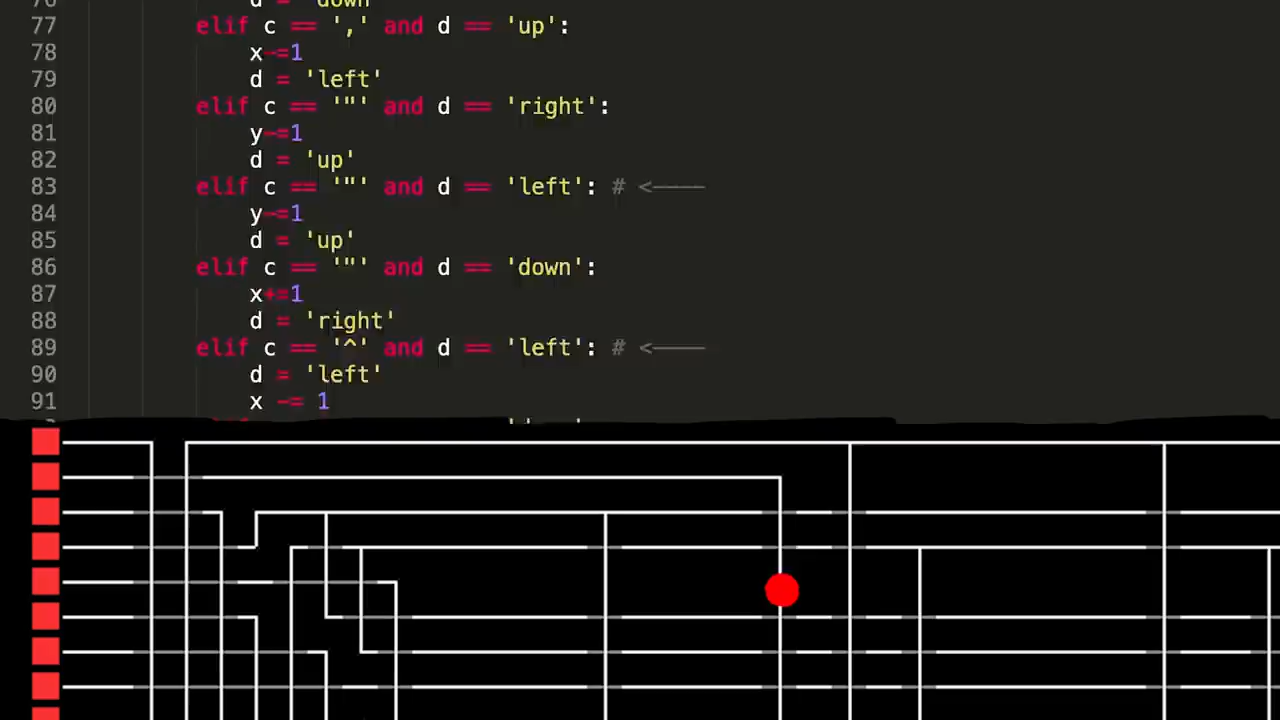 76 d = 'down'
77 elif c == ',' and d == 'up':
78 x-=1
79 d = 'left'
80 elif c == '"' and d == 'right':
81 y-=1
82 d = 'up'
83 elif c == '"' and d == 'left': # <————
84 y-=1
85 d = 'up'
86 elif c == '"' and d == 'down':
87 x+=1
88 d = 'right'
89 elif c == '^' and d == 'left': # <————
90 d = 'left'
91 x -= 1